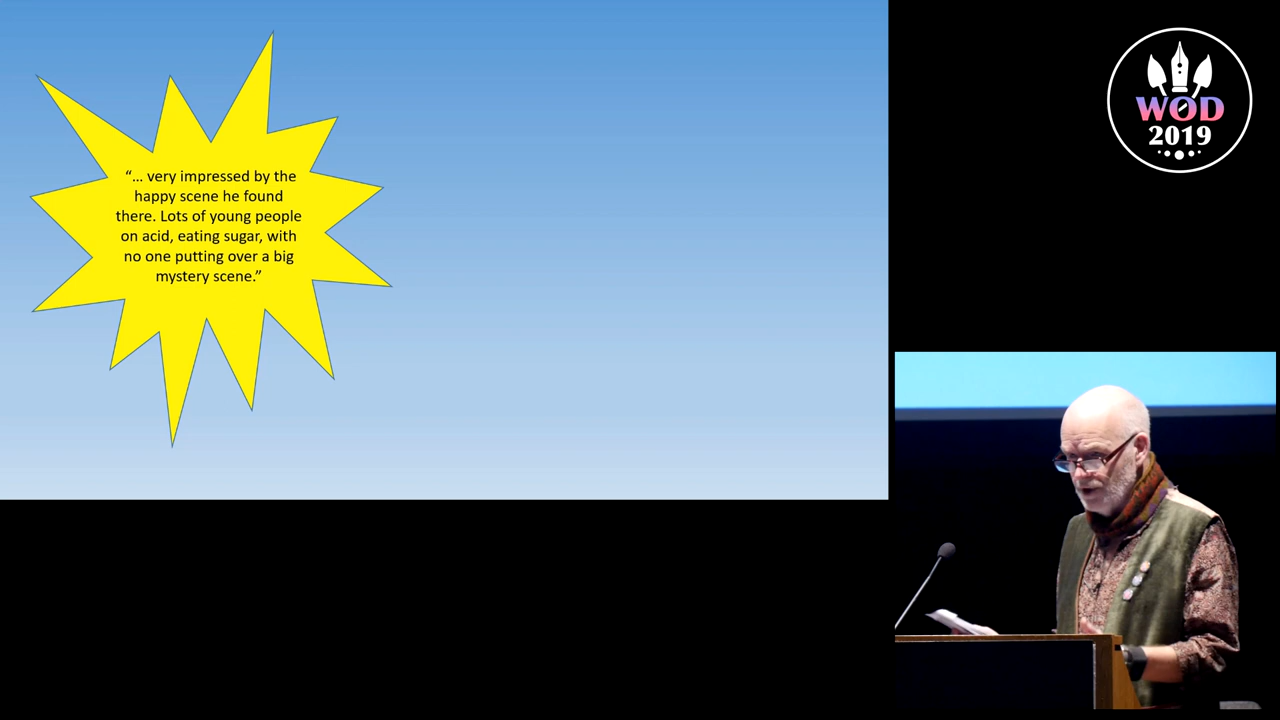 “... very impressed by the
happy scene he found
there. Lots of young people
on acid, eating sugar, with
no one putting over a big
mystery scene.”
WOD
2019